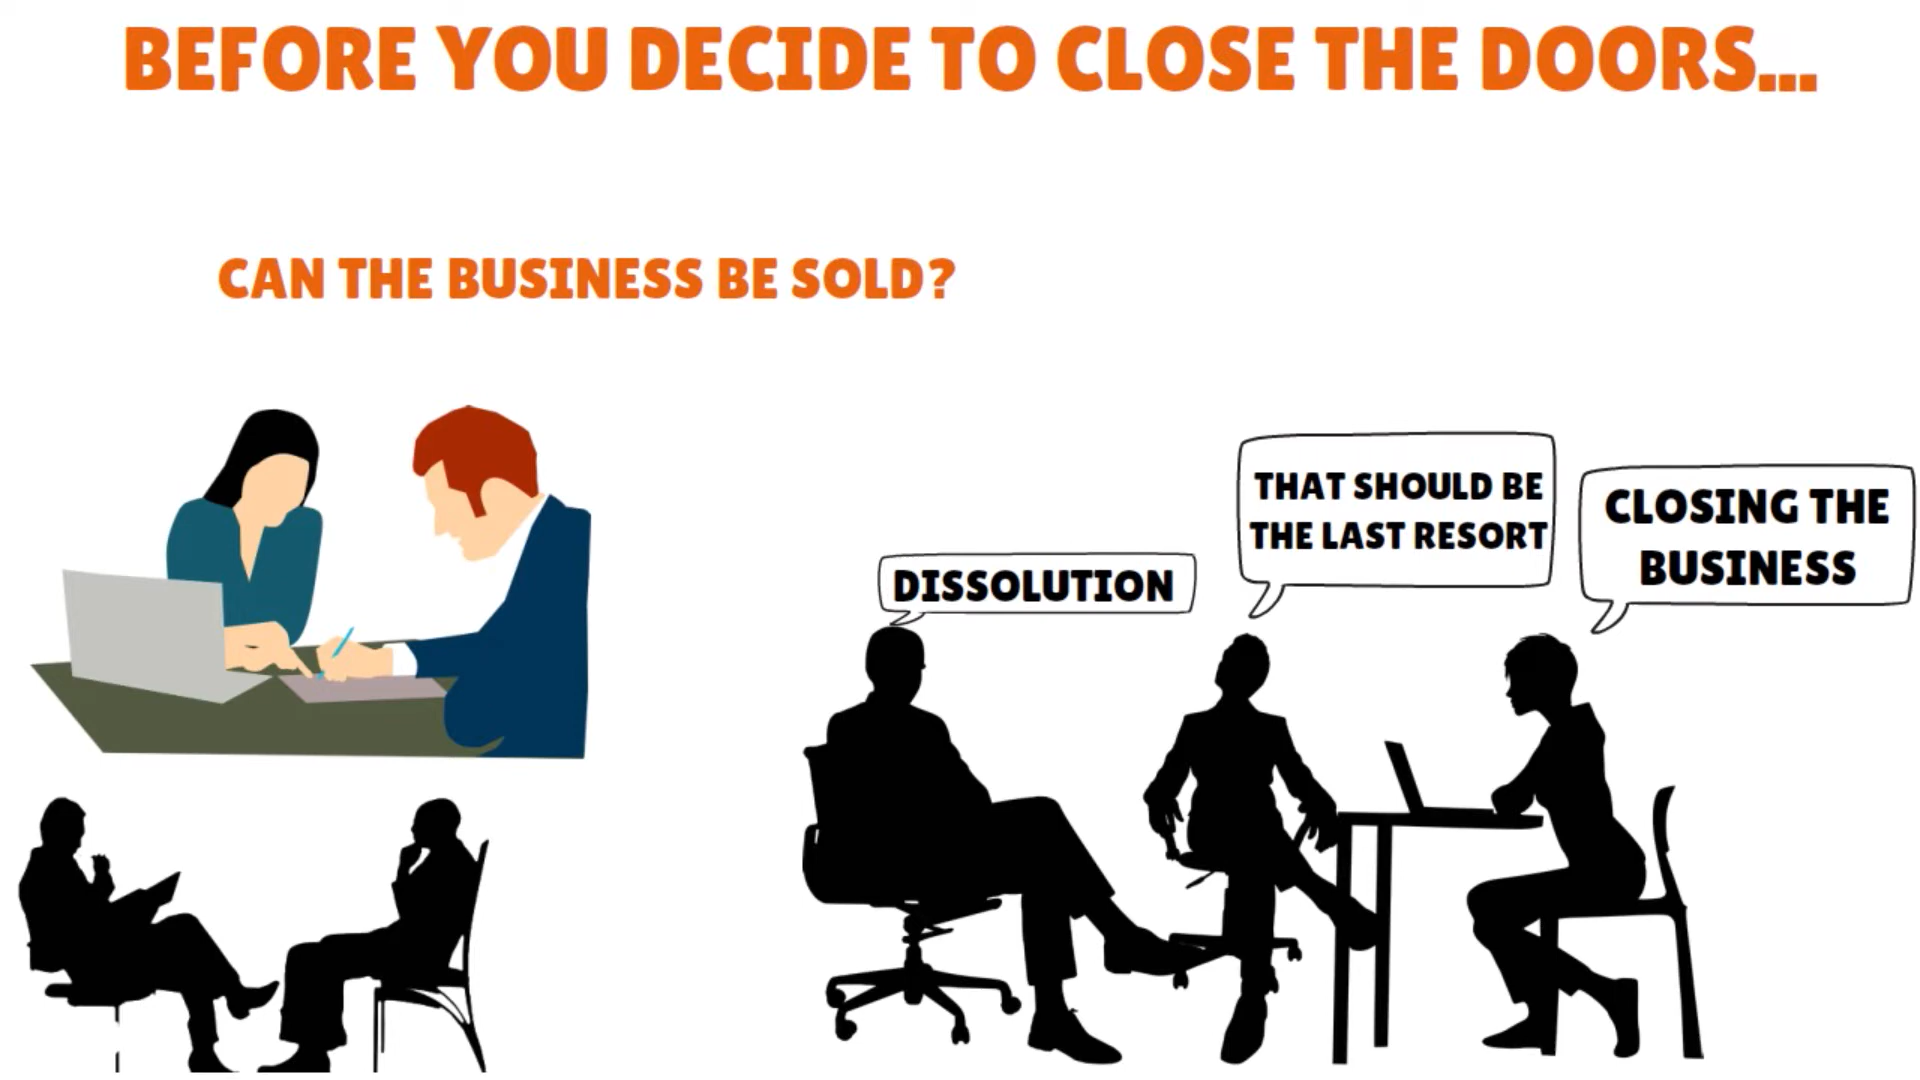 BEFORE YOU DECIDE TO CLOSE THE DOORS...
CAN THE BUSINESS BE SOLD?
DISSOLUTION
THAT SHOULD BE
THE LAST RESORT
CLOSING THE
BUSINESS